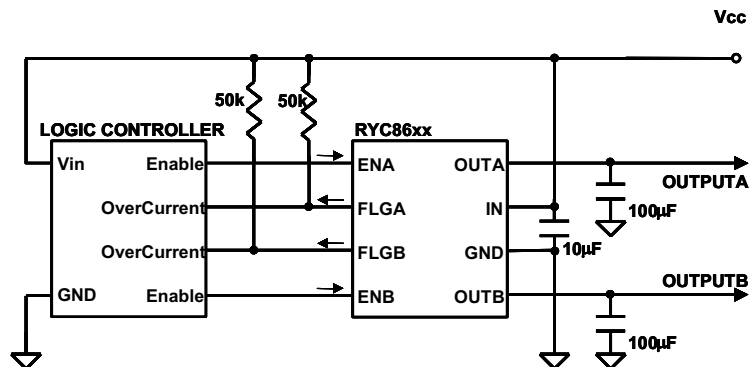 Vcc
50k
50k
LOGIC CONTROLLER
RYC86xx
Vin
Enable
ENA
OUTA
OUTPUTA
OverCurrent
FLGA
IN
100μF
OverCurrent
FLGB
GND
10μF
GND
Enable
ENB
OUTB
OUTPUTB
100μF